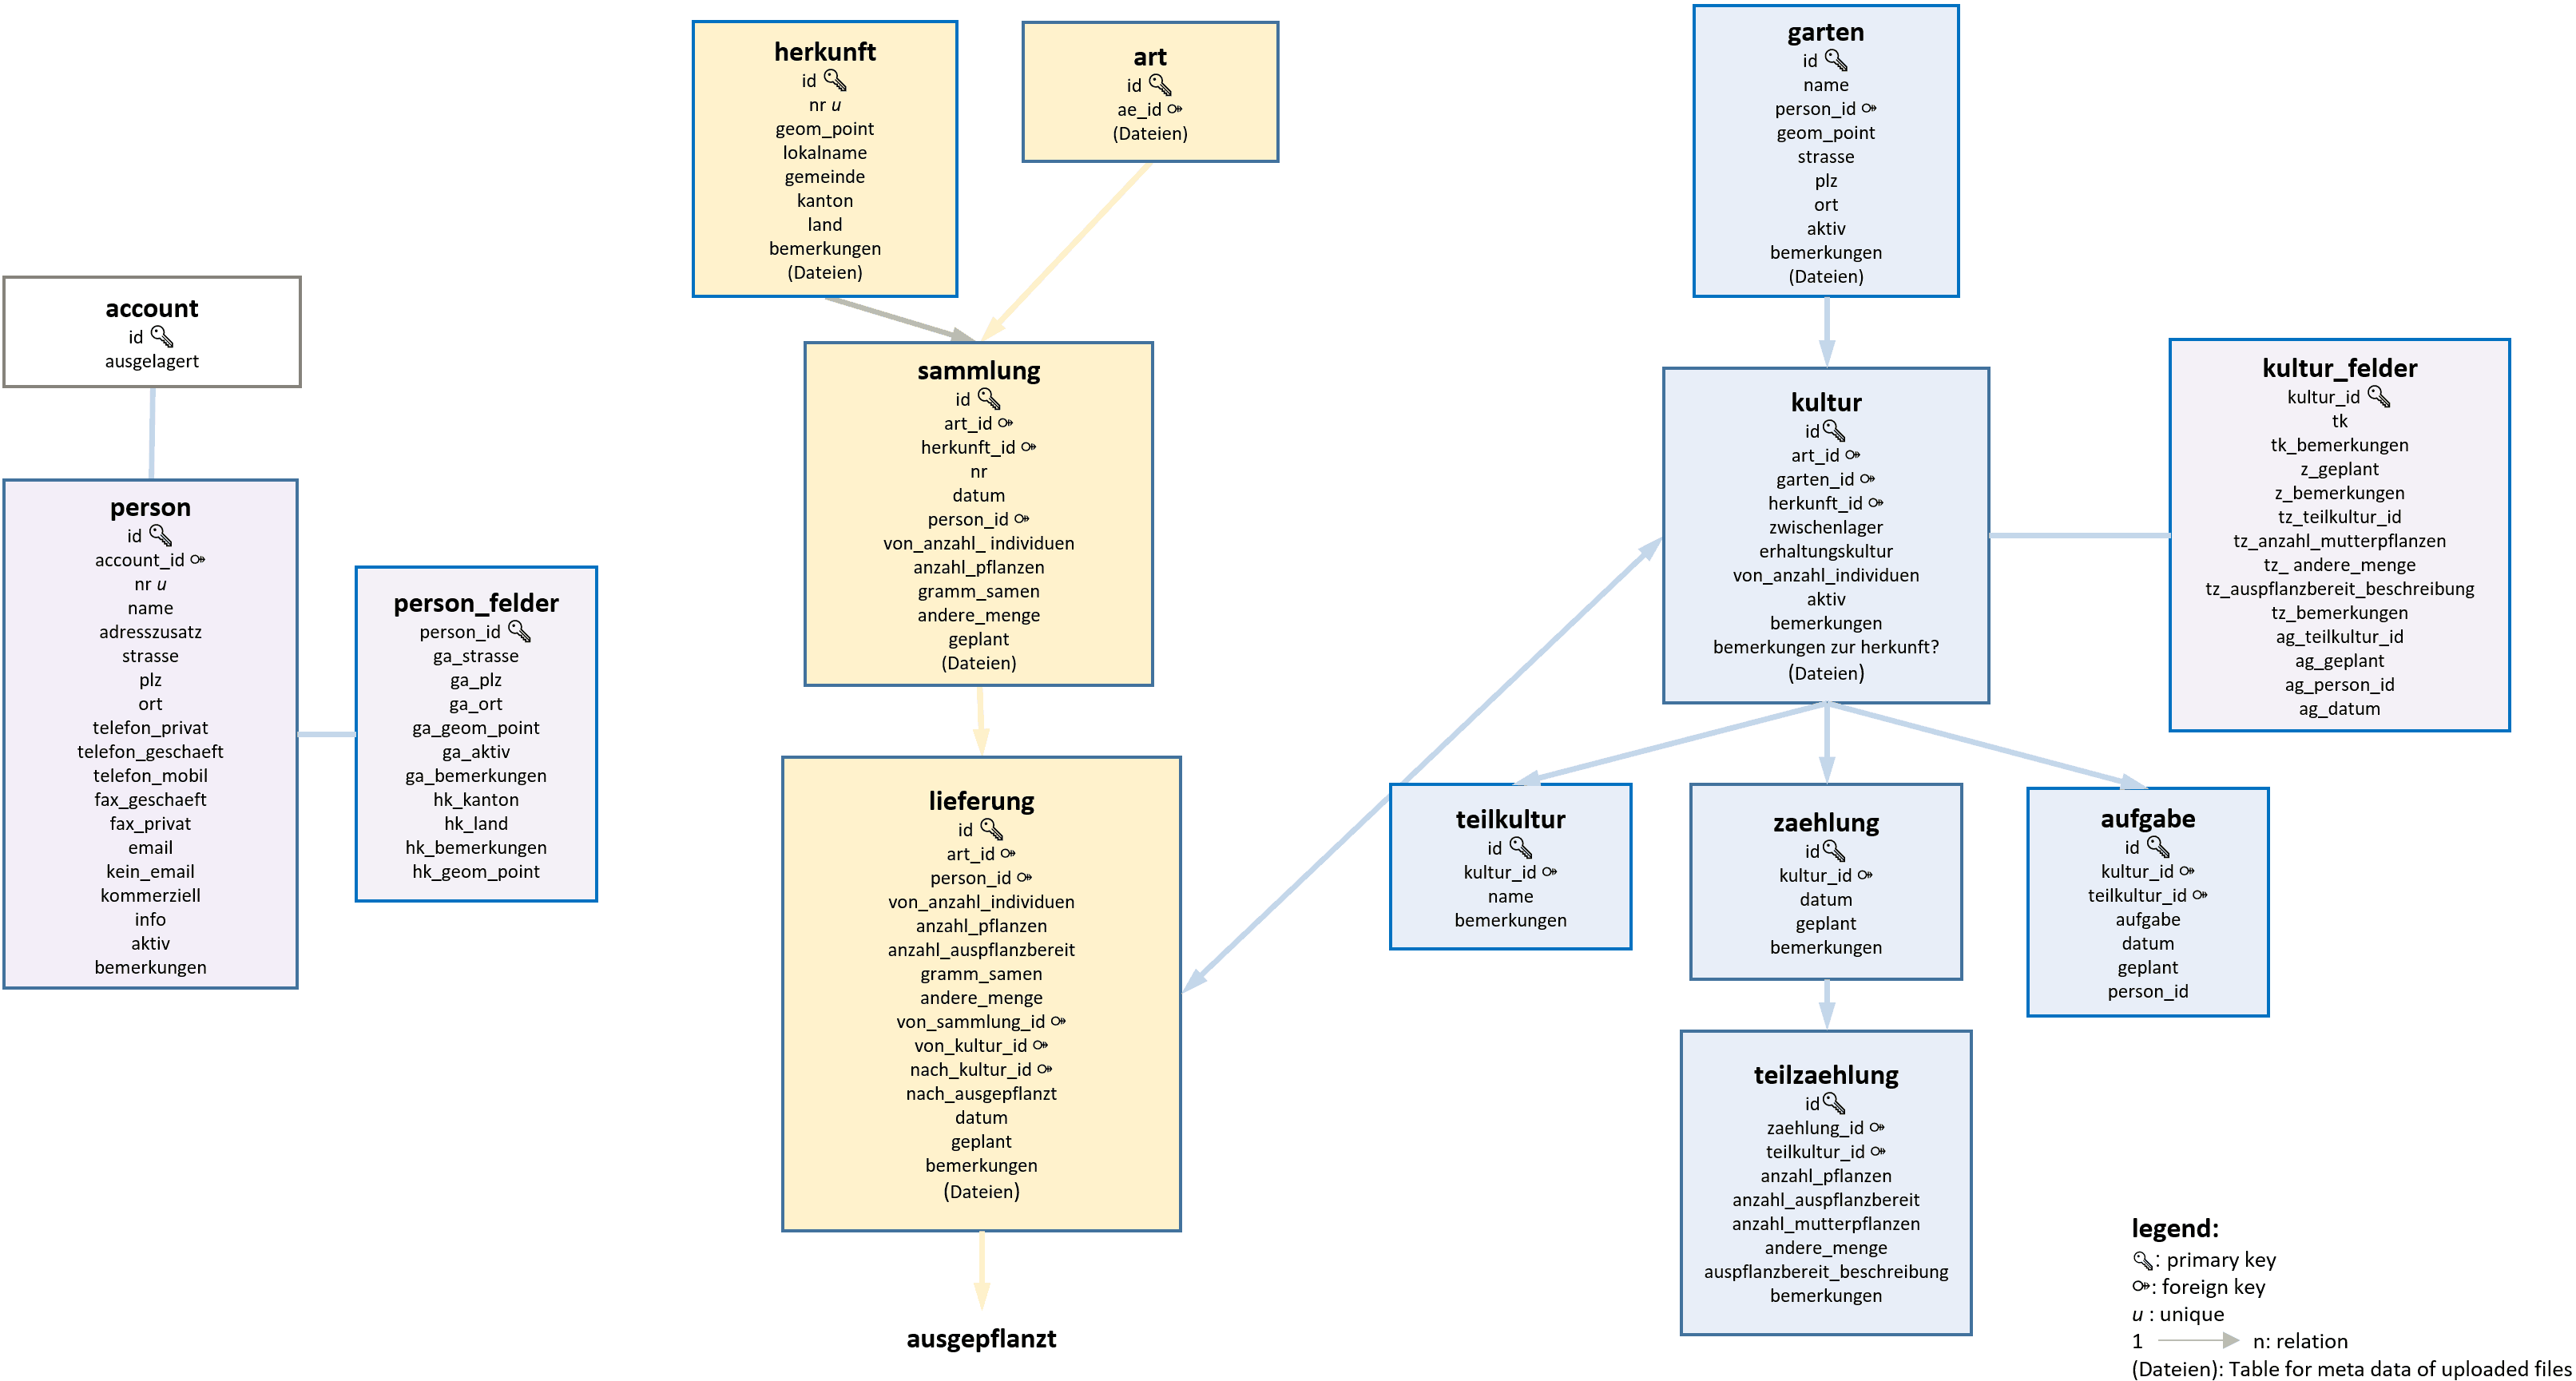 herkunft
id
nr u
geom_point
lokalname
gemeinde
kanton
land
bemerkungen
(Dateien)
art
id
ae_id
(Dateien)
garten
id
name
person_id
geom_point
strasse
plz
ort
aktiv
bemerkungen
(Dateien)
account
id
ausgelagert
person
id
account_id
nr u
name
adresszusatz
strasse
plz
ort
telefon_privat
telefon_geschaeft
telefon_mobil
fax_geschaeft
fax_privat
email
kein_email
kommerziell
info
aktiv
bemerkungen
person_felder
person_id
ga_strasse
ga_plz
ga_ort
ga_geom_point
ga_aktiv
ga_bemerkungen
hk_kanton
hk_land
hk_bemerkungen
hk_geom_point
sammlung
id
art_id
herkunft_id
nr
datum
person_id
von_anzahl_ individuen
anzahl_pflanzen
gramm_samen
andere_menge
geplant
(Dateien)
lieferung
id
art_id
person_id
von_anzahl_individuen
anzahl_pflanzen
anzahl_auspflanzbereit
gramm_samen
andere_menge
von_sammlung_id
von_kultur_id
nach_kultur_id
nach_ausgepflanzt
datum
geplant
bemerkungen
(Dateien)
ausgepflanzt
kultur
id
art_id
garten_id
herkunft_id
zwischenlager
erhaltungskultur
von_anzahl_individuen
aktiv
bemerkungen
bemerkungen zur herkunft?
(Dateien)
kultur_felder
kultur_id
tk
tk_bemerkungen
z_geplant
z_bemerkungen
tz_teilkultur_id
tz_anzahl_mutterpflanzen
tz_ andere_menge
tz_auspflanzbereit_beschreibung
tz_bemerkungen
ag_teilkultur_id
ag_geplant
ag_person_id
ag_datum
teilkultur
id
kultur_id
name
bemerkungen
zaehlung
id
kultur_id
datum
geplant
bemerkungen
aufgabe
id
kultur_id
teilkultur_id
aufgabe
datum
geplant
person_id
teilzaehlung
id
zaehlung_id
teilkultur_id
anzahl_pflanzen
anzahl_auspflanzbereit
anzahl_mutterpflanzen
andere_menge
auspflanzbereit_beschreibung
bemerkungen
legend:
: primary key
: foreign key
u : unique
1 n: relation
(Dateien): Table for meta data of uploaded files